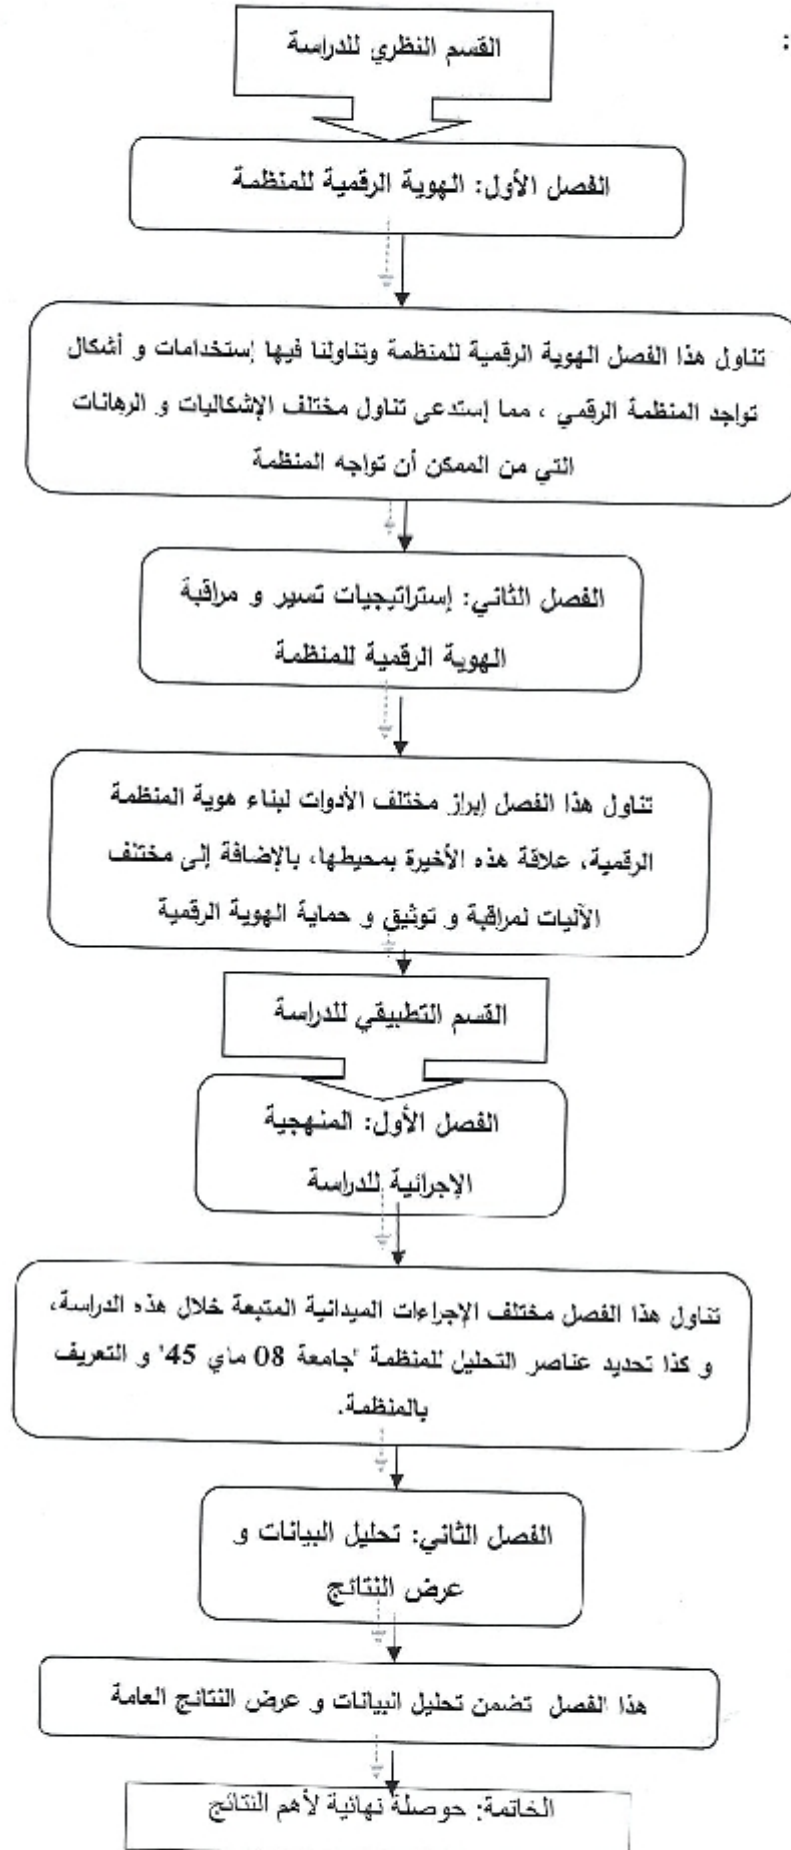 :
القسم النظري للدراسة
الفصل الأول: الهوية الرقمية للمنظمة
تناول هذا الفصل الهوية الرقمية للمنظمة وتناولنا فيها إستخدامات و أشكال
تواجد المنظمة الرقمي ، مما إستدعى تناول مختلف الإشكاليات و الرهانات
التي من الممكن أن تواجه المنظمة
الفصل الثاني: إستراتيجيات تسير و مراقبة
الهوية الرقمية للمنظمة
تناول هذا الفصل إبراز مختلف الأدوات لبناء هوية المنظمة
الرقمية، علاقة هذه الأخيرة بمحيطها، بالإضافة إلى مختلف
الآليات لمراقبة و توثيق و حماية الهوية الرقمية
القسم التطبيقي للدراسة
الفصل الأول: المنهجية
الإجرائية للدراسة
تناول هذا الفصل مختلف الإجراءات الميدانية المتبعة خلال هذه الدراسة،
و كذا تحديد عناصر التحليل للمنظمة 'جامعة 08 ماي 45' و التعريف
بالمنظمة.
الفصل الثاني: تحليل البيانات و
عرض النتائج
هذا الفصل تضمن تحليل البيانات و عرض النتائج العامة
الخاتمة: حوصلة نهائية لأهم النتائج